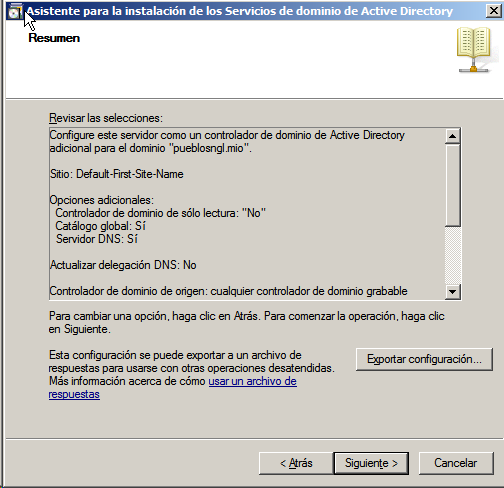 Asistente para la instalación de los Servicios de dominio de Active Directory
Resumen
Revisar las selecciones:
Configure este servidor como un controlador de dominio de Active Directory
adicional para el dominio "pueblosngl.mio".
Sitio: Default-First-Site-Name
Opciones adicionales:
Controlador de dominio de sólo lectura: "No"
Catálogo global: Sí
Servidor DNS: Sí
Actualizar delegación DNS: No
Controlador de dominio de origen: cualquier controlador de dominio grabable
Para cambiar una opción, haga clic en Atrás. Para comenzar la operación, haga clic
en Siguiente.
Esta configuración se puede exportar a un archivo de
respuestas para usarse con otras operaciones desatendidas.
Más información acerca de cómo usar un archivo de
respuestas
Exportar configuración...
< Atrás
Siguiente >
Cancelar